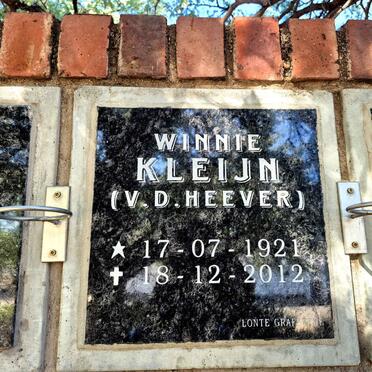 WINNIE
KLEIJN
(V.D.HEEVER)
★ 17-07-1921
✝ 18-12-2012
LONTE GRAF